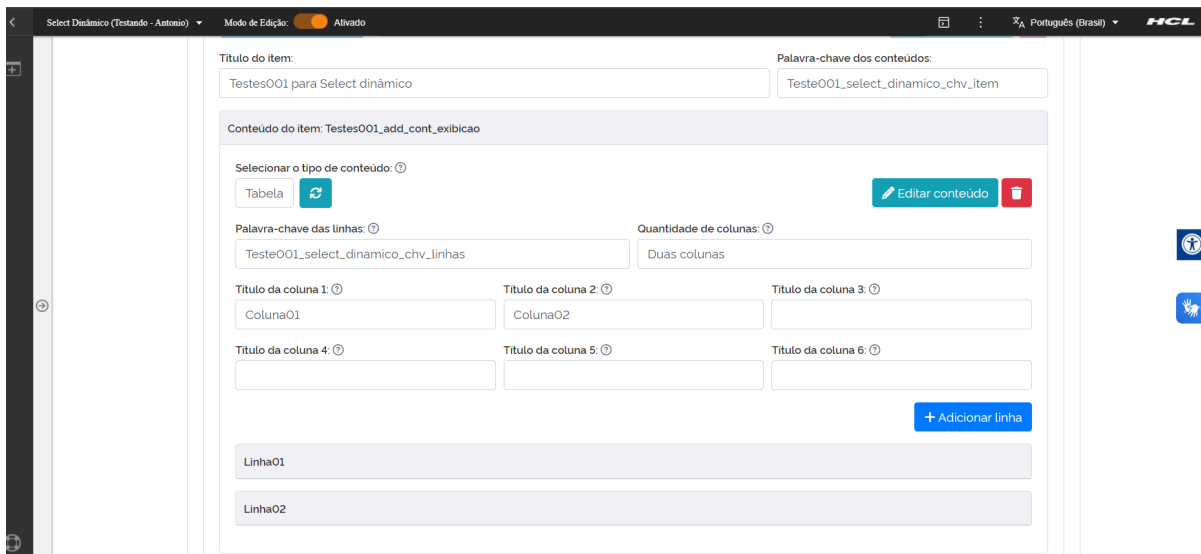 Select Dinâmico (Testando - Antonio) Modo de Edição: Ativado Português (Brasil) HCL
Título do item: Palavra-chave dos conteúdos:
Testes001 para Select dinâmico Teste001_select_dinamico_chv_item
Conteúdo do item: Testes001_add_cont_exibicao
Selecionar o tipo de conteúdo:
Tabela Editar conteúdo
Palavra-chave das linhas: Quantidade de colunas:
Teste001_select_dinamico_chv_linhas Duas colunas
Título da coluna 1: Título da coluna 2: Título da coluna 3:
Coluna01 Coluna02
Título da coluna 4: Título da coluna 5: Título da coluna 6:
+ Adicionar linha
Linha01
Linha02